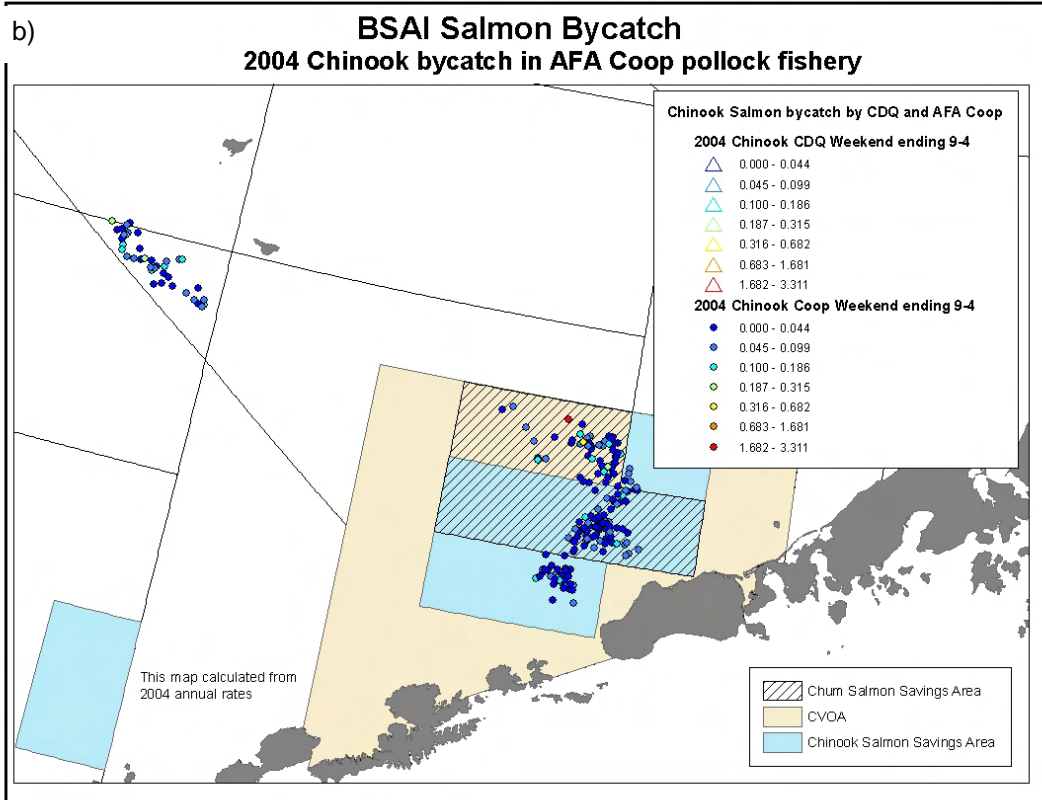 b)
BSAI Salmon Bycatch
2004 Chinook bycatch in AFA Coop pollock fishery
Chinook Salmon bycatch by CDQ and AFA Coop
2004 Chinook CDQ Weekend ending 9-4
0.000 - 0.044
0.045 - 0.099
0.100 - 0.186
0.187 - 0.315
0.316 - 0.682
0.683 - 1.681
1.682 - 3.311
2004 Chinook Coop Weekend ending 9-4
0.000 - 0.044
0.045 - 0.099
0.100 - 0.186
0.187 - 0.315
0.316 - 0.682
0.683 - 1.681
1.682 - 3.311
This map calculated from
2004 annual rates
Chum Salmon Savings Area
CVOA
Chinook Salmon Savings Area